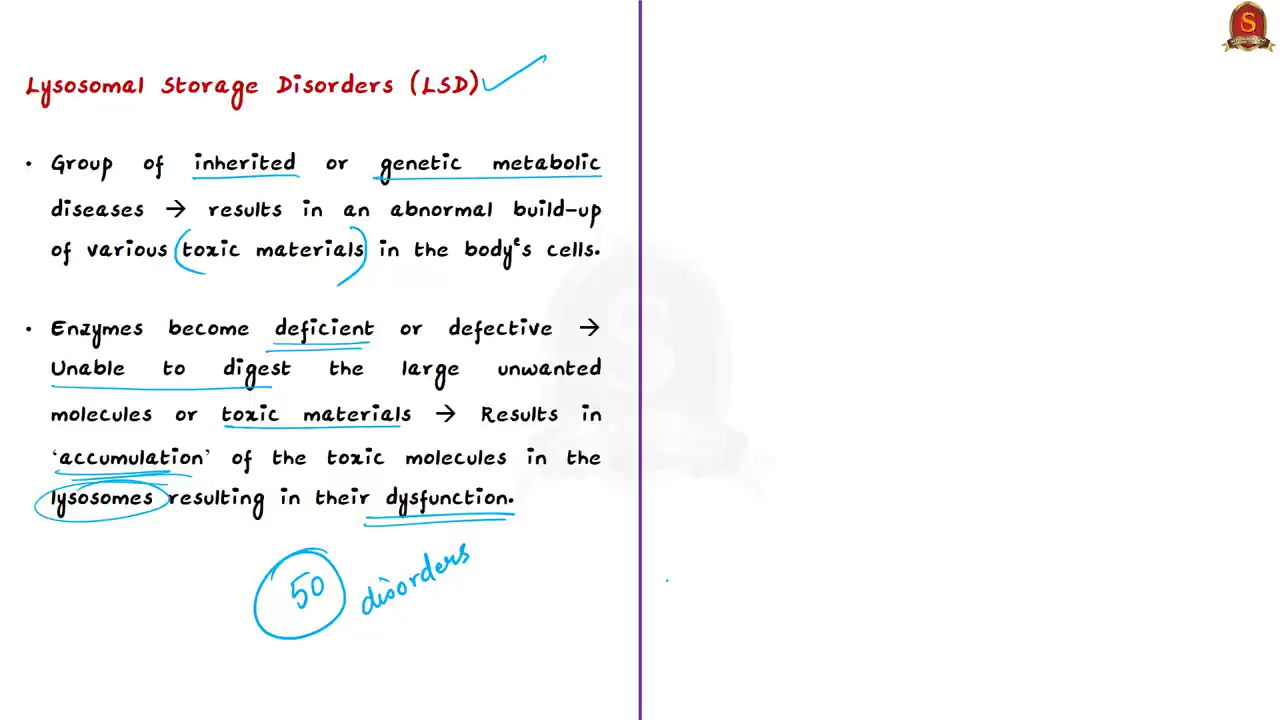 Lysosomal Storage Disorders (LSD)
• Group of inherited or genetic metabolic
diseases → results in an abnormal build-up
of various toxic materials in the body's cells.
• Enzymes become deficient or defective →
Unable to digest the large unwanted
molecules or toxic materials → Results in
‘accumulation’ of the toxic molecules in the
lysosomes resulting in their dysfunction.
50 disorders
S